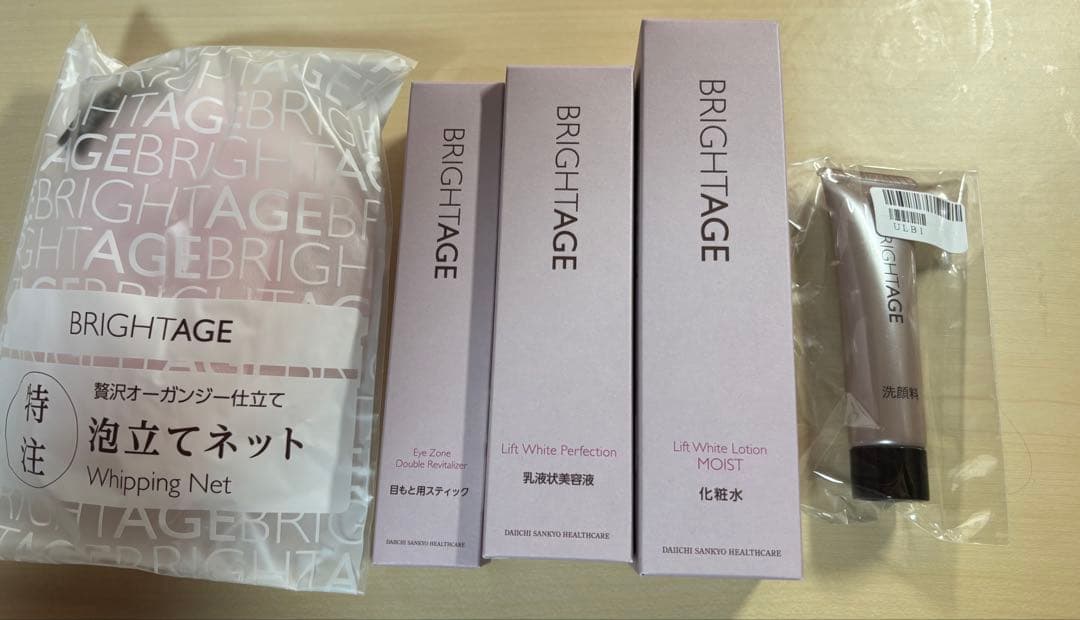 BRIGHTAGE
特注
贅沢オーガンジー仕立て
泡立てネット
Whipping Net
BRIGHTAGE
Eye Zone
Double Revitalizer
目もと用スティック
DAIICHI SANKYO HEALTHCARE
BRIGHTAGE
Lift White Perfection
乳液状美容液
DAIICHI SANKYO HEALTHCARE
BRIGHTAGE
Lift White Lotion
MOIST
化粧水
DAIICHI SANKYO HEALTHCARE
ULB1
BRIGHTAGE
洗顔料